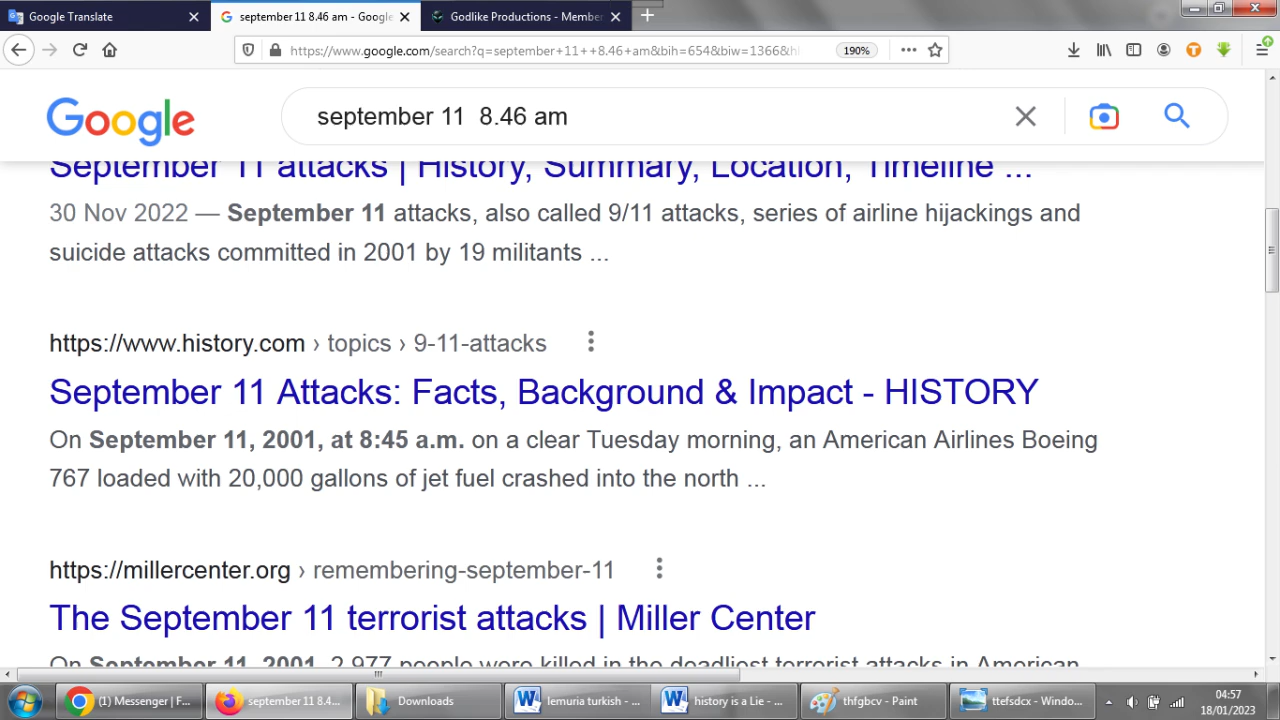 Google Translate
september 11 8.46 am - Google
Godlike Productions - Member
https://www.google.com/search?q=september+11++8.46+am&bih=654&biw=1366&h
190%
Google
september 11  8.46 am
September 11 attacks | History, Summary, Location, Timeline ...
30 Nov 2022 — September 11 attacks, also called 9/11 attacks, series of airline hijackings and
suicide attacks committed in 2001 by 19 militants ...
https://www.history.com › topics › 9-11-attacks
September 11 Attacks: Facts, Background & Impact - HISTORY
On September 11, 2001, at 8:45 a.m. on a clear Tuesday morning, an American Airlines Boeing
767 loaded with 20,000 gallons of jet fuel crashed into the north ...
https://millercenter.org › remembering-september-11
The September 11 terrorist attacks | Miller Center
On September 11, 2001, 2,977 people were killed in the deadliest terrorist attacks in American
(1) Messenger | F...
september 11 8.4...
Downloads
lemuria turkish - ...
history is a Lie - ...
thfgbcv - Paint
ttefsdcx - Windo...
04:57
18/01/2023